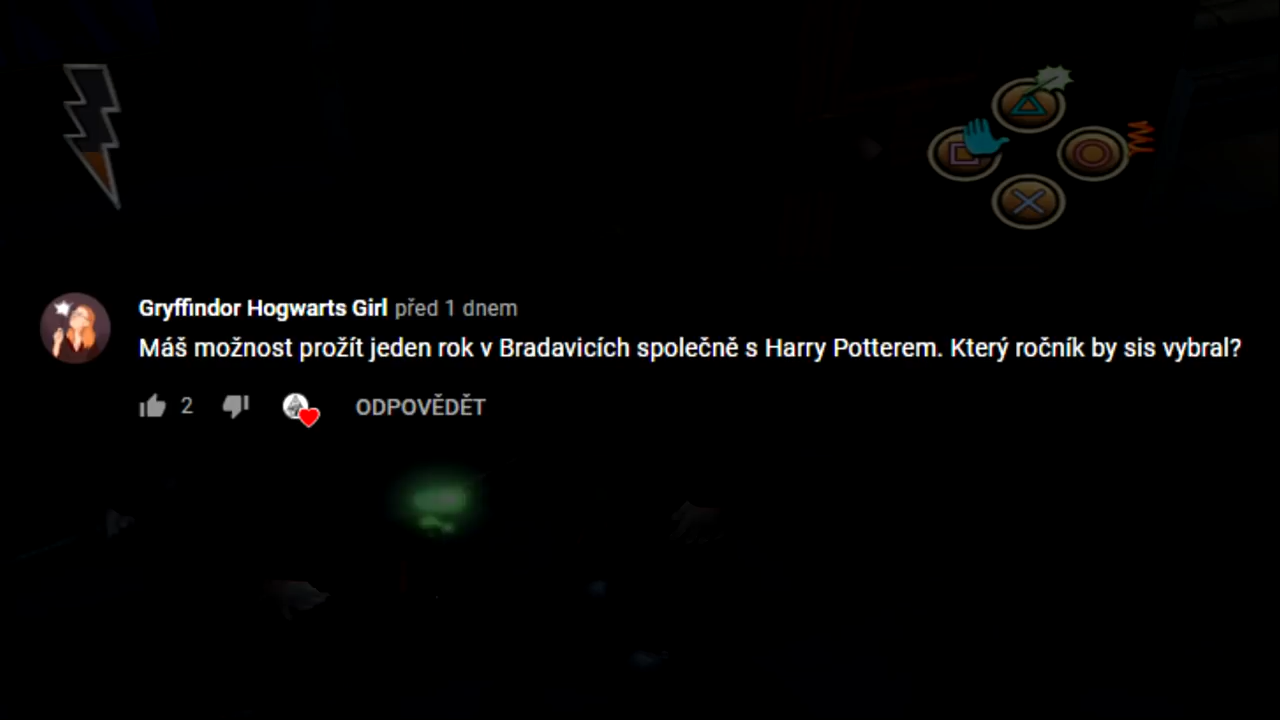 Gryffindor Hogwarts Girl před 1 dnem
Máš možnost prožít jeden rok v Bradavicích společně s Harry Potterem. Který ročník by sis vybral?
2 ODPOVĚDĚT